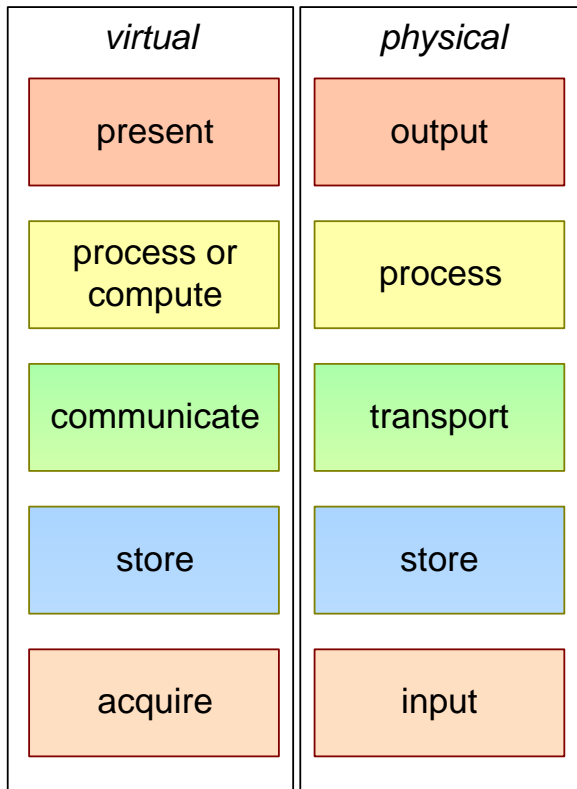 virtual
present
process or
compute
communicate
store
acquire
physical
output
process
transport
store
input